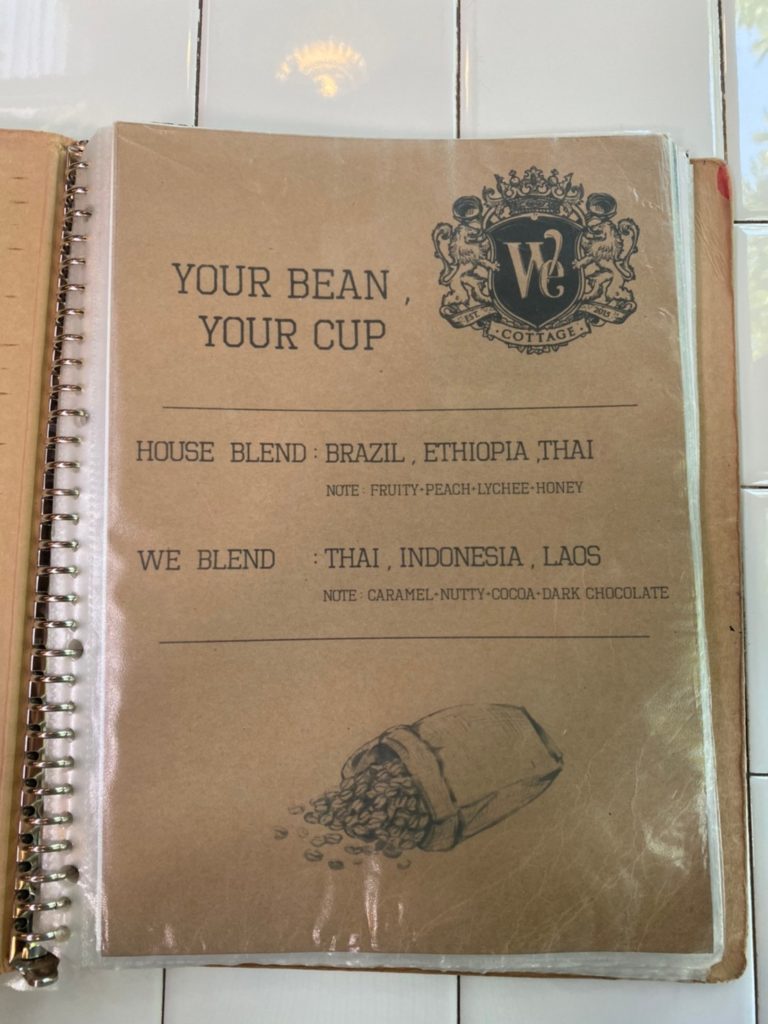 We
EST. 2015
COTTAGE
YOUR BEAN ,
YOUR CUP
HOUSE BLEND : BRAZIL , ETHIOPIA ,THAI
NOTE : FRUITY+PEACH+LYCHEE+HONEY
WE BLEND : THAI , INDONESIA , LAOS
NOTE : CARAMEL+NUTTY+COCOA+DARK CHOCOLATE